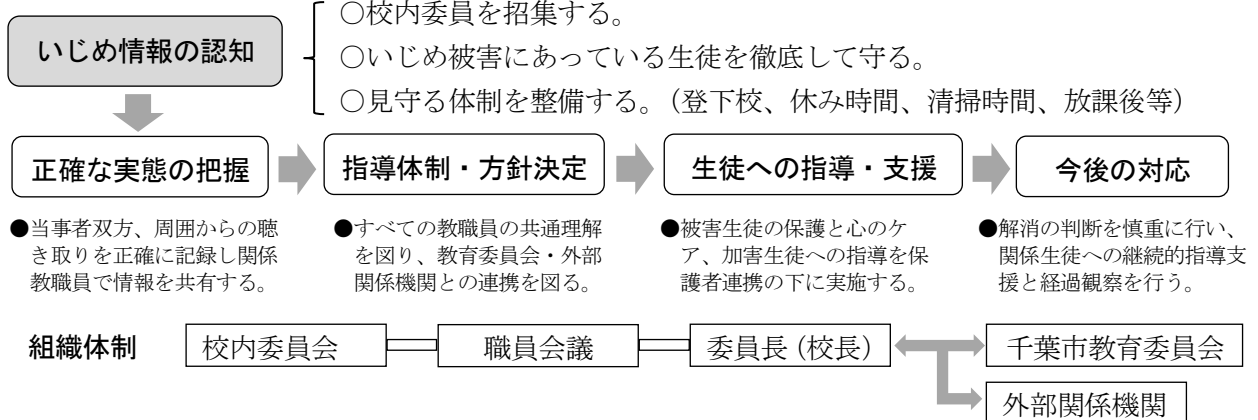 いじめ情報の認知
○校内委員を招集する。
○いじめ被害にあっている生徒を徹底して守る。
○見守る体制を整備する。（登下校、休み時間、清掃時間、放課後等）
正確な実態の把握
指導体制・方針決定
生徒への指導・支援
今後の対応
●当事者双方、周囲からの聴
き取りを正確に記録し関係
教職員で情報を共有する。
●すべての教職員の共通理解
を図り、教育委員会・外部
関係機関との連携を図る。
●被害生徒の保護と心のケ
ア、加害生徒への指導を保
護者連携の下に実施する。
●解消の判断を慎重に行い、
関係生徒への継続的指導支
援と経過観察を行う。
組織体制
校内委員会
職員会議
委員長（校長）
千葉市教育委員会
外部関係機関